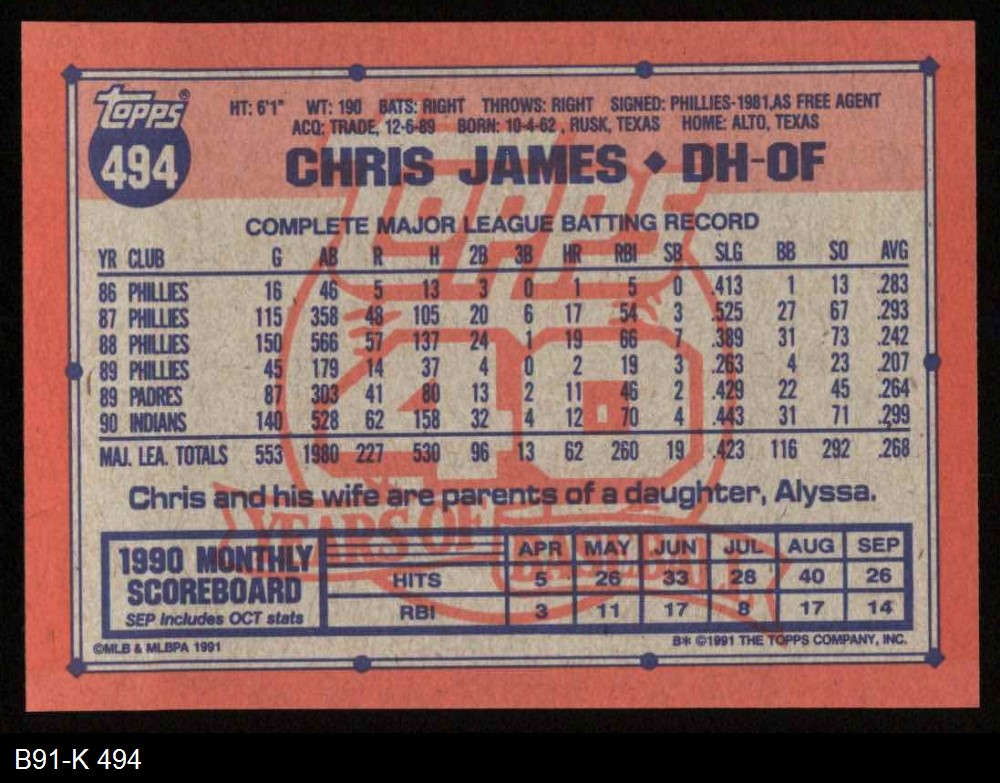 TOPPS®
494
HT: 6'1" WT: 190 BATS: RIGHT THROWS: RIGHT SIGNED: PHILLIES-1981,AS FREE AGENT
ACQ: TRADE, 12-6-89 BORN: 10-4-62 , RUSK, TEXAS HOME: ALTO, TEXAS
CHRIS JAMES ◆ DH-OF
TOPPS
40
YEARS OF
BASEBALL
COMPLETE MAJOR LEAGUE BATTING RECORD
YR CLUB G AB R H 2B 3B HR RBI SB SLG BB SO AVG
86 PHILLIES 16 46 5 13 3 0 1 5 0 .413 1 13 .283
87 PHILLIES 115 358 48 105 20 6 17 54 3 .525 27 67 .293
88 PHILLIES 150 566 57 137 24 1 19 66 7 .389 31 73 .242
89 PHILLIES 45 179 14 37 4 0 2 19 3 .263 4 23 .207
89 PADRES 87 303 41 80 13 2 11 46 2 .429 22 45 .264
90 INDIANS 140 528 62 158 32 4 12 70 4 .443 31 71 .299
MAJ. LEA. TOTALS 553 1980 227 530 96 13 62 260 19 .423 116 292 .268
Chris and his wife are parents of a daughter, Alyssa.
1990 MONTHLY
SCOREBOARD
SEP Includes OCT stats
APR MAY JUN JUL AUG SEP
HITS 5 26 33 28 40 26
RBI 3 11 17 8 17 14
©MLB & MLBPA 1991
B* ©1991 THE TOPPS COMPANY, INC.
B91-K 494